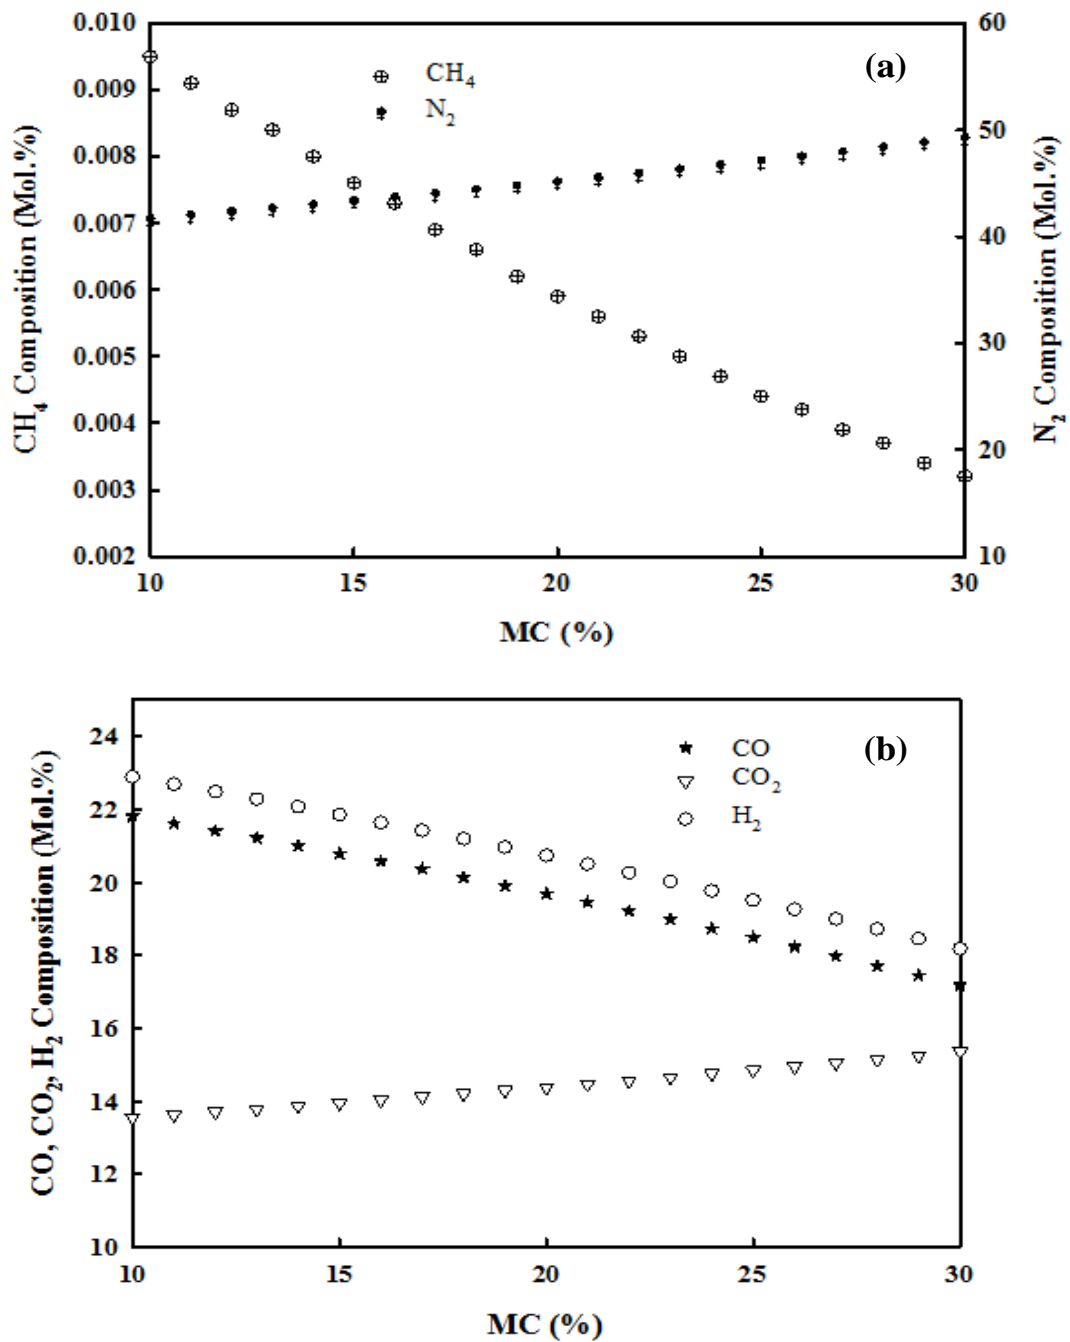 0.010
0.009
0.008
0.007
0.006
0.005
0.004
0.003
0.002
CH₄ Composition (Mol.%)
60
50
40
30
20
10
N₂ Composition (Mol.%)
(a)
CH₄
N₂
10 15 20 25 30
MC (%)
24
22
20
18
16
14
12
10
CO, CO₂, H₂ Composition (Mol.%)
(b)
CO
CO₂
H₂
10 15 20 25 30
MC (%)